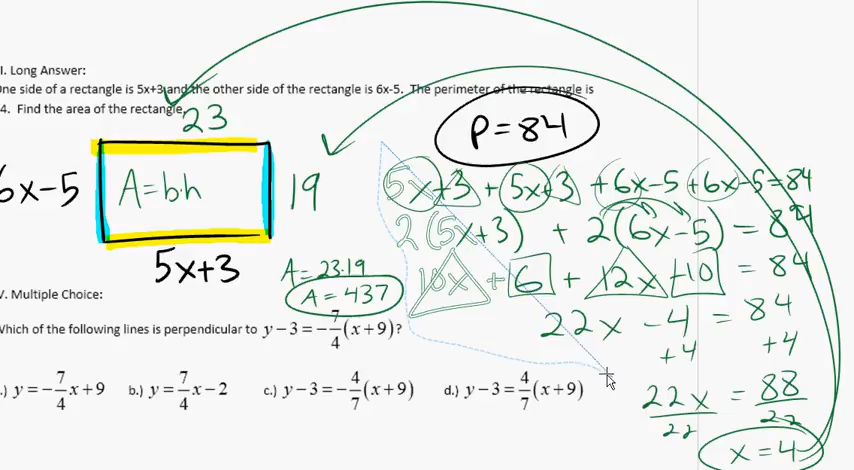 I. Long Answer:
One side of a rectangle is 5x+3 and the other side of the rectangle is 6x-5. The perimeter of the rectangle is
4. Find the area of the rectangle.
23
P=84
6x-5
A=b·h
19
5x+3
5x+3+5x+3+6x-5+6x-5=84
2(5x+3) + 2(6x-5) = 84
10x+6+12x-10 = 84
A=23·19
A=437
22x-4 = 84
+4 +4
22x = 88
22 22
x=4
V. Multiple Choice:
Which of the following lines is perpendicular to y-3=-7/4(x+9)?
.) y=-7/4x+9 b.) y=7/4x-2 c.) y-3=-4/7(x+9) d.) y-3=4/7(x+9)